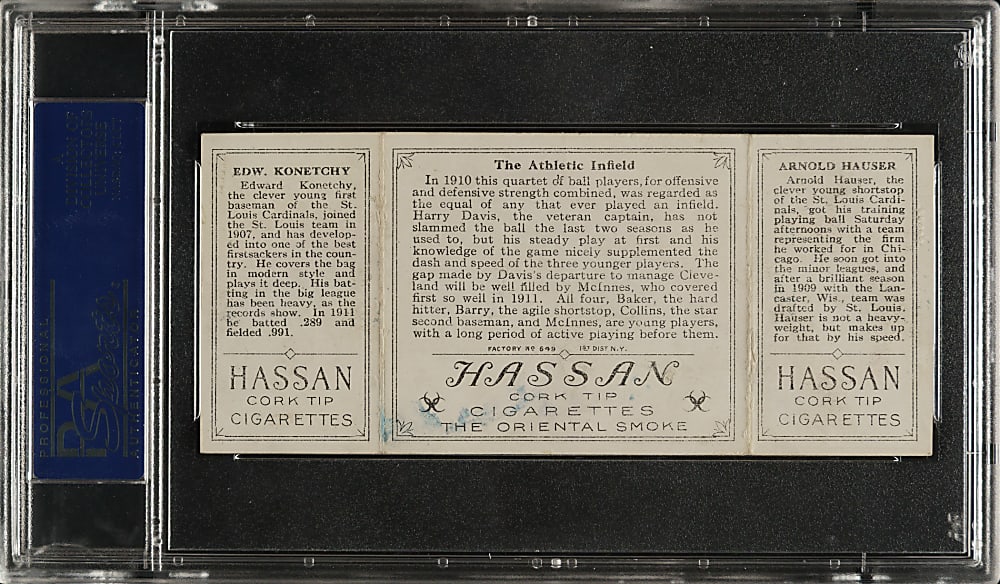 EDW. KONETCHY
Edward Konetchy,
the clever young first
baseman of the St.
Louis Cardinals, joined
the St. Louis team in
1907, and has develop-
ed into one of the best
firstsackers in the coun-
try. He covers the bag
in modern style and
plays it deep. His bat-
ting in the big league
has been heavy, as the
records show. In 1911
he batted .289 and
fielded .991.
HASSAN
CORK TIP
CIGARETTES
The Athletic Infield
In 1910 this quartet of ball players, for offensive
and defensive strength combined, was regarded as
the equal of any that ever played an infield.
Harry Davis, the veteran captain, has not
slammed the ball the last two seasons as he
used to, but his steady play at first and his
knowledge of the game nicely supplemented the
dash and speed of the three younger players. The
gap made by Davis's departure to manage Cleve-
land will be well filled by McInnes, who covered
first so well in 1911. All four, Baker, the hard
hitter, Barry, the agile shortstop, Collins, the star
second baseman, and McInnes, are young players,
with a long period of active playing before them.
FACTORY No 649 1st DIST. N.Y.
HASSAN
CORK TIP
CIGARETTES
THE ORIENTAL SMOKE
ARNOLD HAUSER
Arnold Hauser, the
clever young shortstop
of the St. Louis Cardi-
nals, got his training
playing ball Saturday
afternoons with a team
representing the firm
he worked for in Chi-
cago. He soon got into
the minor leagues, and
after a brilliant season
in 1909 with the Lan-
caster, Wis., team was
drafted by St. Louis.
Hauser is not a heavy-
weight, but makes up
for that by his speed.
HASSAN
CORK TIP
CIGARETTES
PROFESSIONAL
PSA
Sports
AUTHENTICATOR